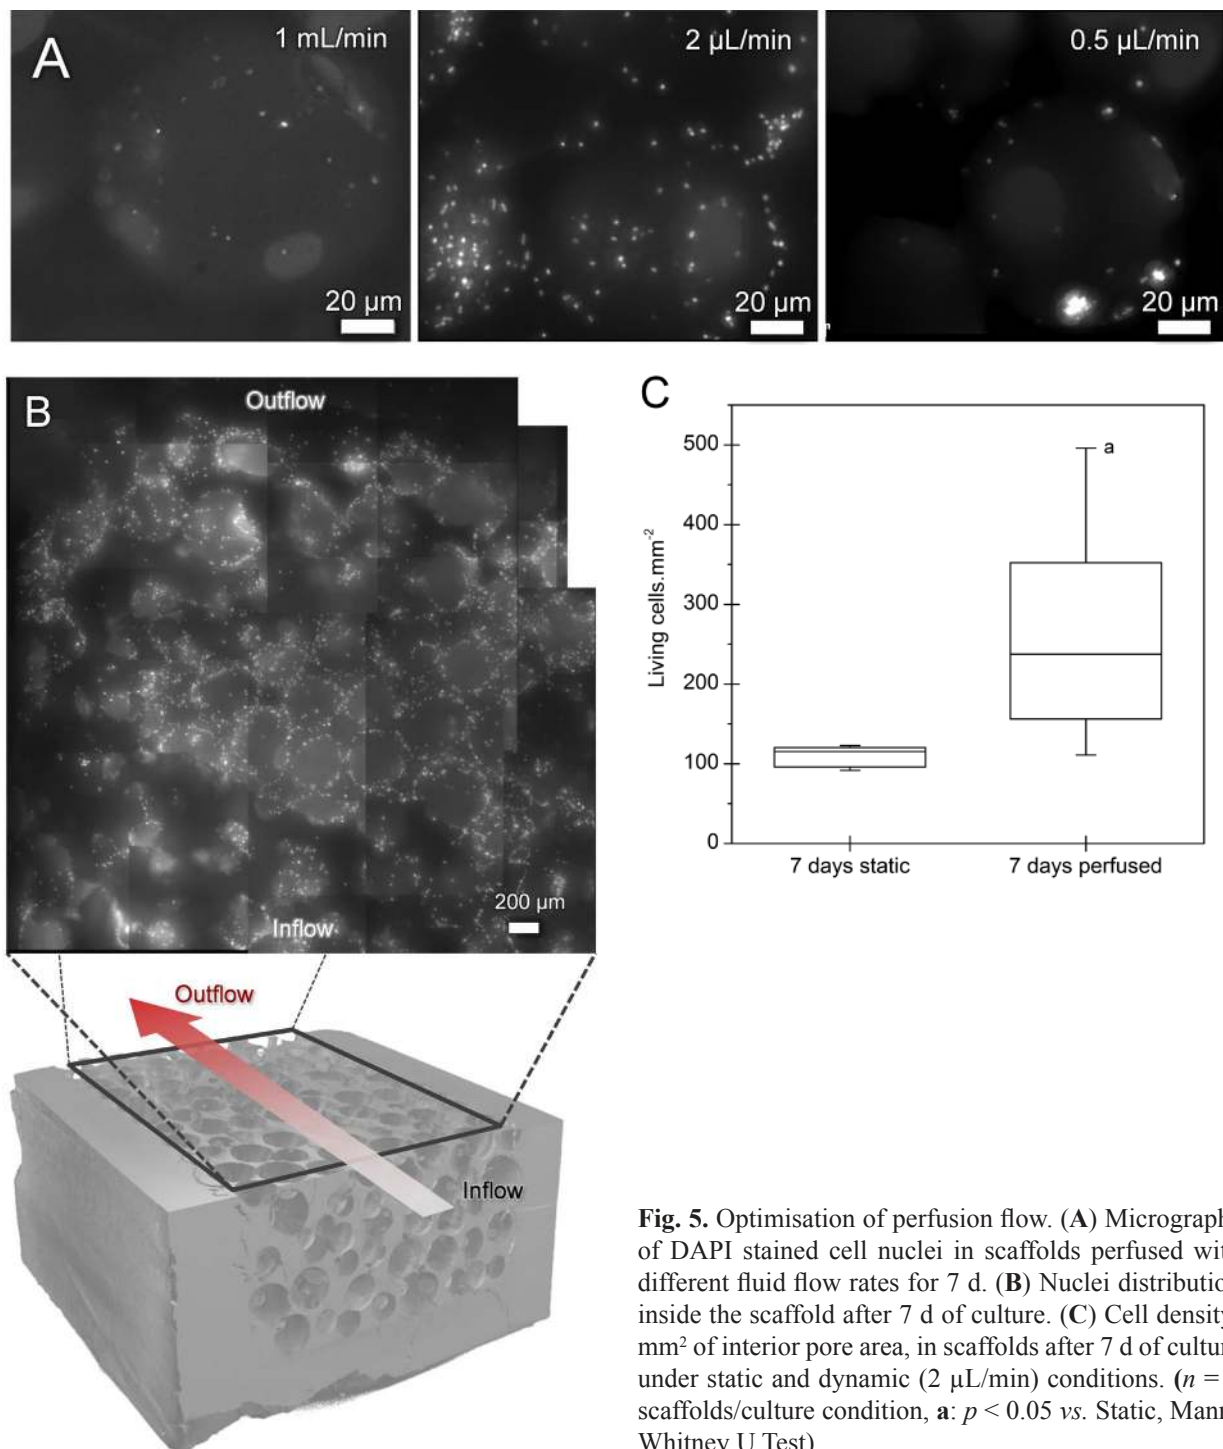 A
1 mL/min
2 µL/min
0.5 µL/min
20 µm
20 µm
20 µm
B
Outflow
Inflow
200 µm
Outflow
Inflow
C
Living cells.mm⁻²
500
400
300
200
100
0
a
7 days static
7 days perfused
Fig. 5. Optimisation of perfusion flow. (A) Micrograph
of DAPI stained cell nuclei in scaffolds perfused wit
different fluid flow rates for 7 d. (B) Nuclei distributio
inside the scaffold after 7 d of culture. (C) Cell density
mm² of interior pore area, in scaffolds after 7 d of cultur
under static and dynamic (2 µL/min) conditions. (n =
scaffolds/culture condition, a: p < 0.05 vs. Static, Mann
Whitney U Test)